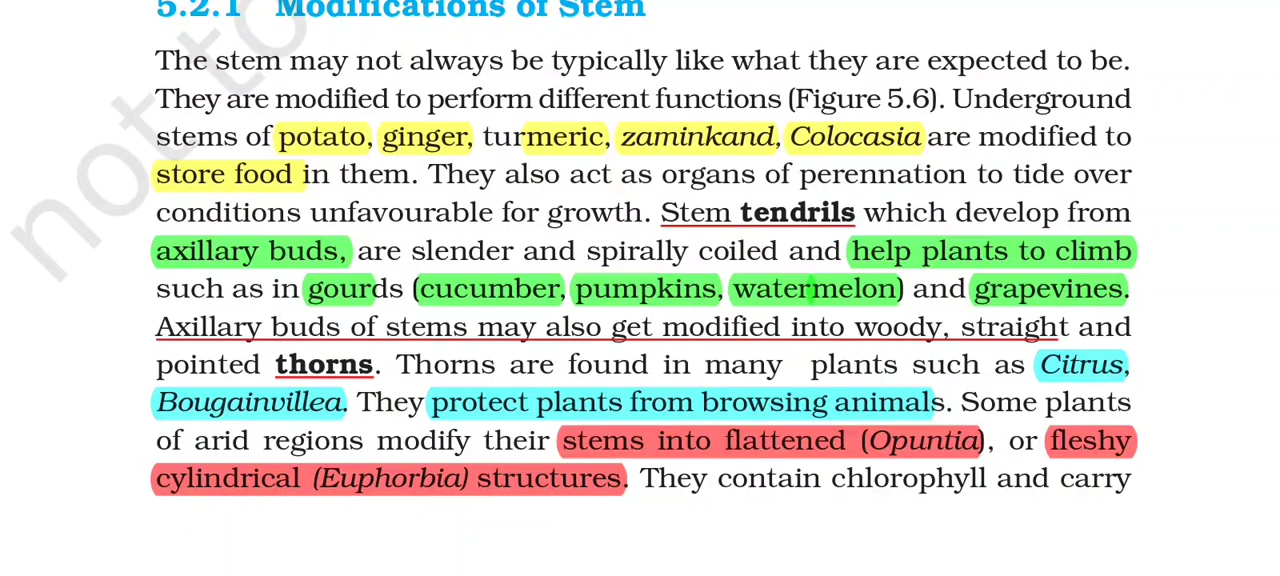 5.2.1 Modifications of Stem
The stem may not always be typically like what they are expected to be.
They are modified to perform different functions (Figure 5.6). Underground
stems of potato, ginger, turmeric, zaminkand, Colocasia are modified to
store food in them. They also act as organs of perennation to tide over
conditions unfavourable for growth. Stem tendrils which develop from
axillary buds, are slender and spirally coiled and help plants to climb
such as in gourds (cucumber, pumpkins, watermelon) and grapevines.
Axillary buds of stems may also get modified into woody, straight and
pointed thorns. Thorns are found in many plants such as Citrus,
Bougainvillea. They protect plants from browsing animals. Some plants
of arid regions modify their stems into flattened (Opuntia), or fleshy
cylindrical (Euphorbia) structures. They contain chlorophyll and carry
not to